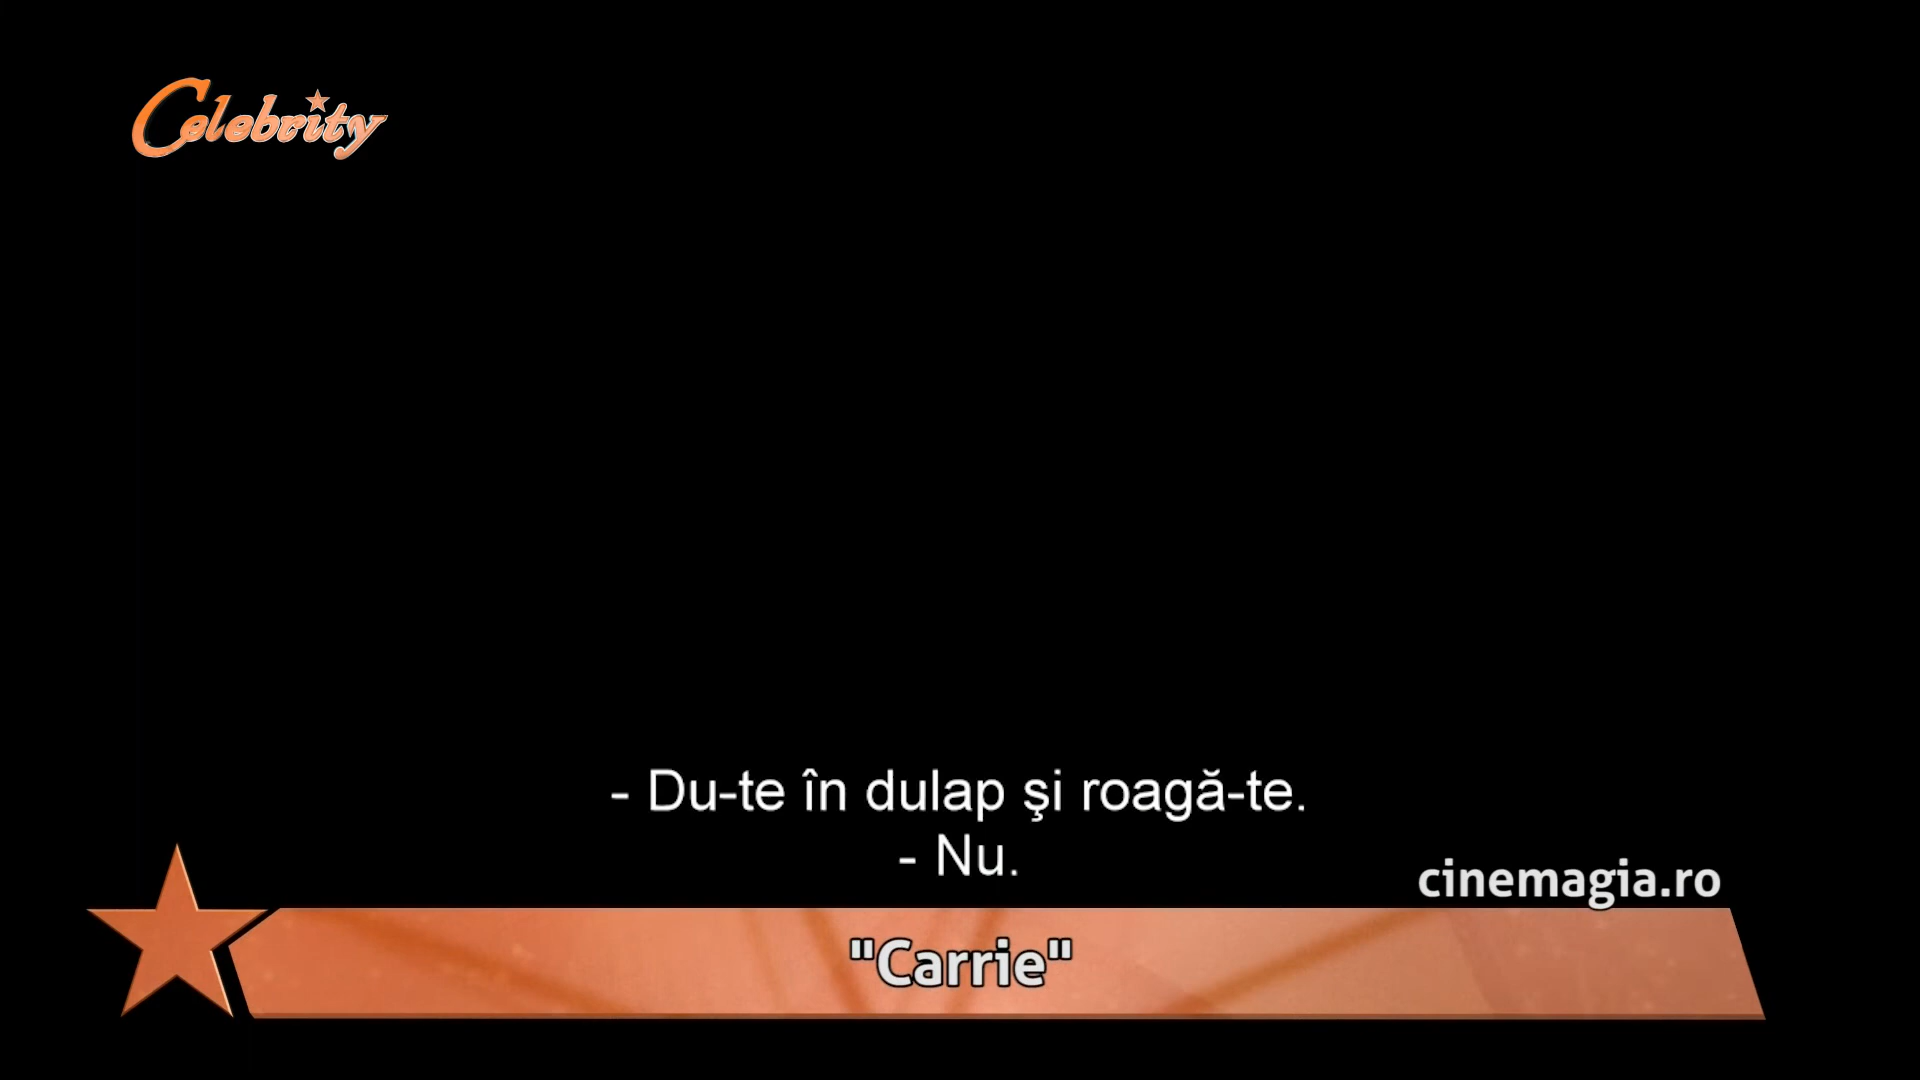 Celebrity
- Du-te în dulap şi roagă-te.
- Nu.
cinemagia.ro
"Carrie"